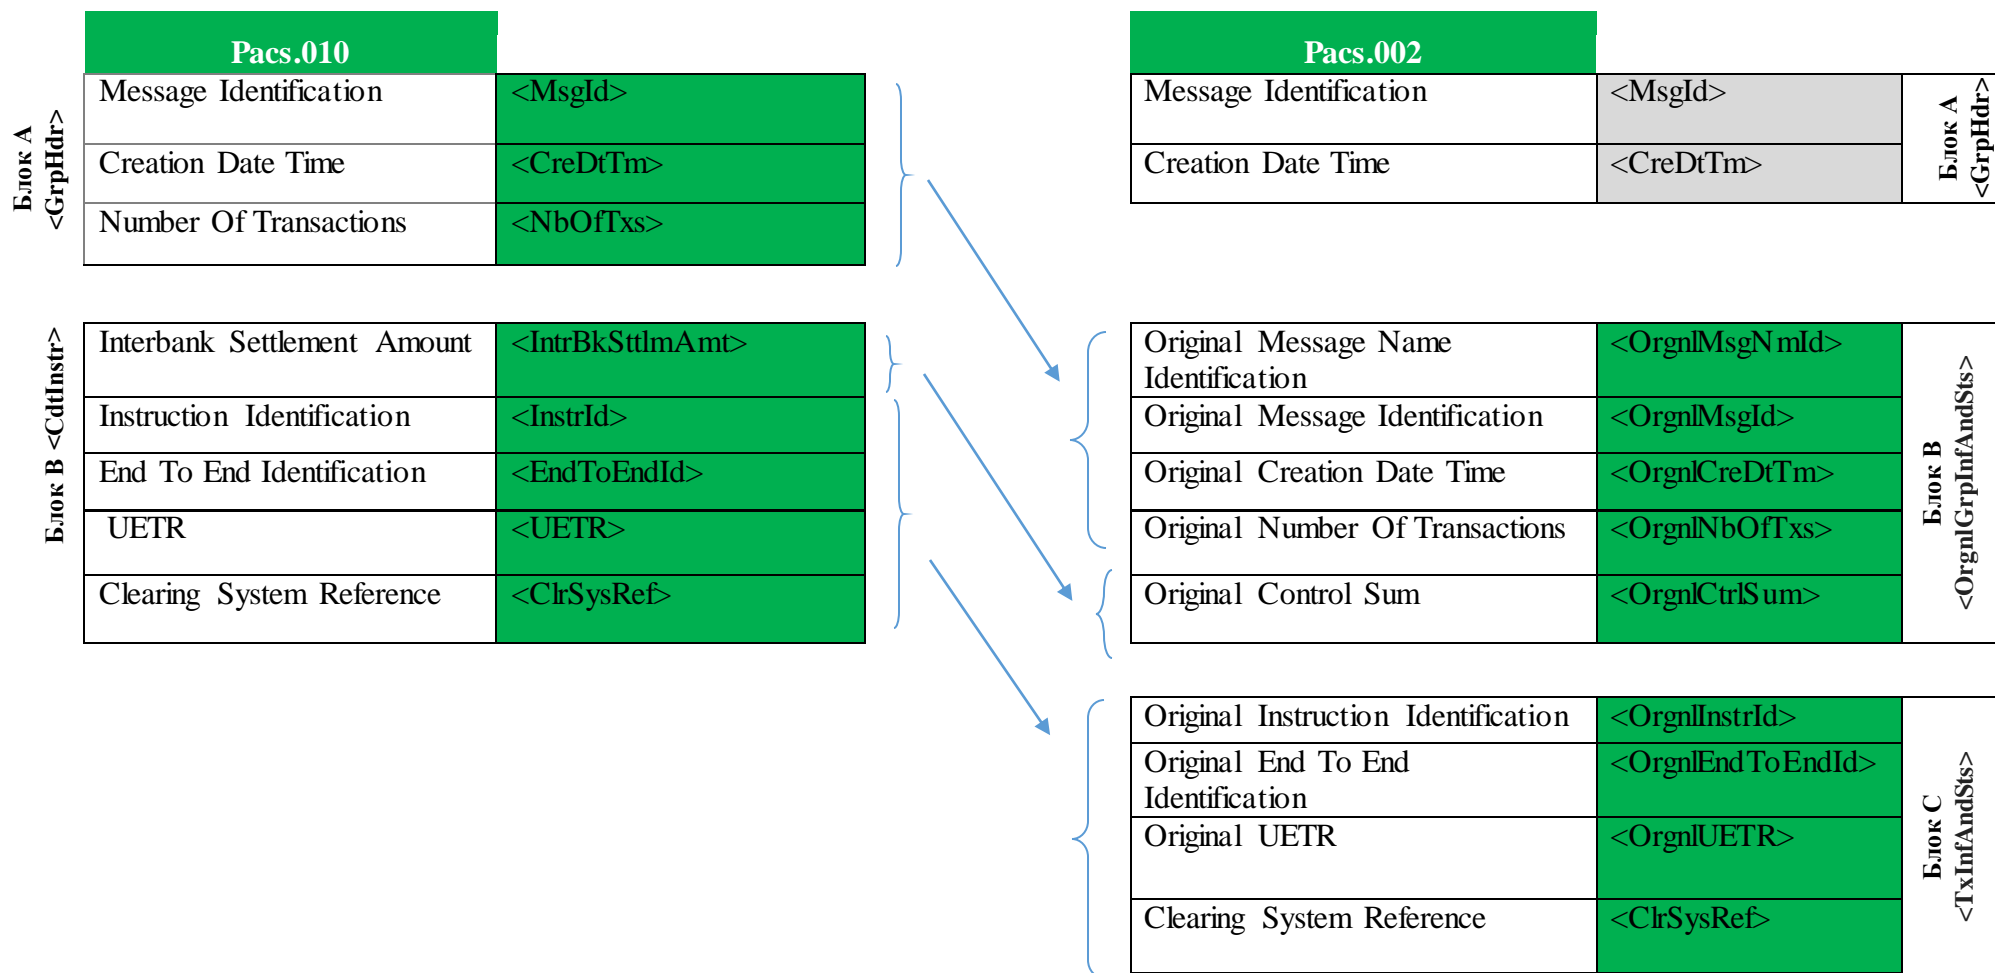 Pacs.010
Блок А
<GrpHdr>
Message Identification <MsgId>
Creation Date Time <CreDtTm>
Number Of Transactions <NbOfTxs>
Блок В <CdtInstr>
Interbank Settlement Amount <IntrBkSttlmAmt>
Instruction Identification <InstrId>
End To End Identification <EndToEndId>
UETR <UETR>
Clearing System Reference <ClrSysRef>
Pacs.002
Message Identification <MsgId>
Creation Date Time <CreDtTm>
Блок А
<GrpHdr>
Original Message Name <OrgnlMsgNmId>
Identification
Original Message Identification <OrgnlMsgId>
Original Creation Date Time <OrgnlCreDtTm>
Original Number Of Transactions <OrgnlNbOfTxs>
Original Control Sum <OrgnlCtrlSum>
Блок В
<OrgnlGrpInfAndSts>
Original Instruction Identification <OrgnlInstrId>
Original End To End <OrgnlEndToEndId>
Identification
Original UETR <OrgnlUETR>
Clearing System Reference <ClrSysRef>
Блок С
<TxInfAndSts>